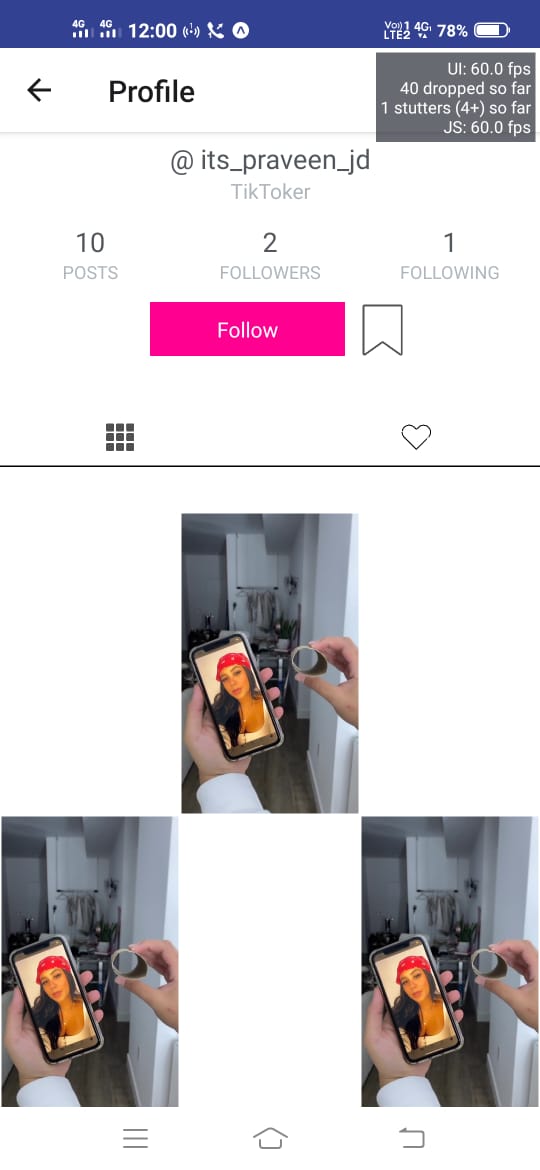 4G 4G 12:00 Vo)) 1 4G 78%
LTE2
Profile
UI: 60.0 fps
40 dropped so far
1 stutters (4+) so far
JS: 60.0 fps
@ its_praveen_jd
TikToker
10 2 1
POSTS FOLLOWERS FOLLOWING
Follow